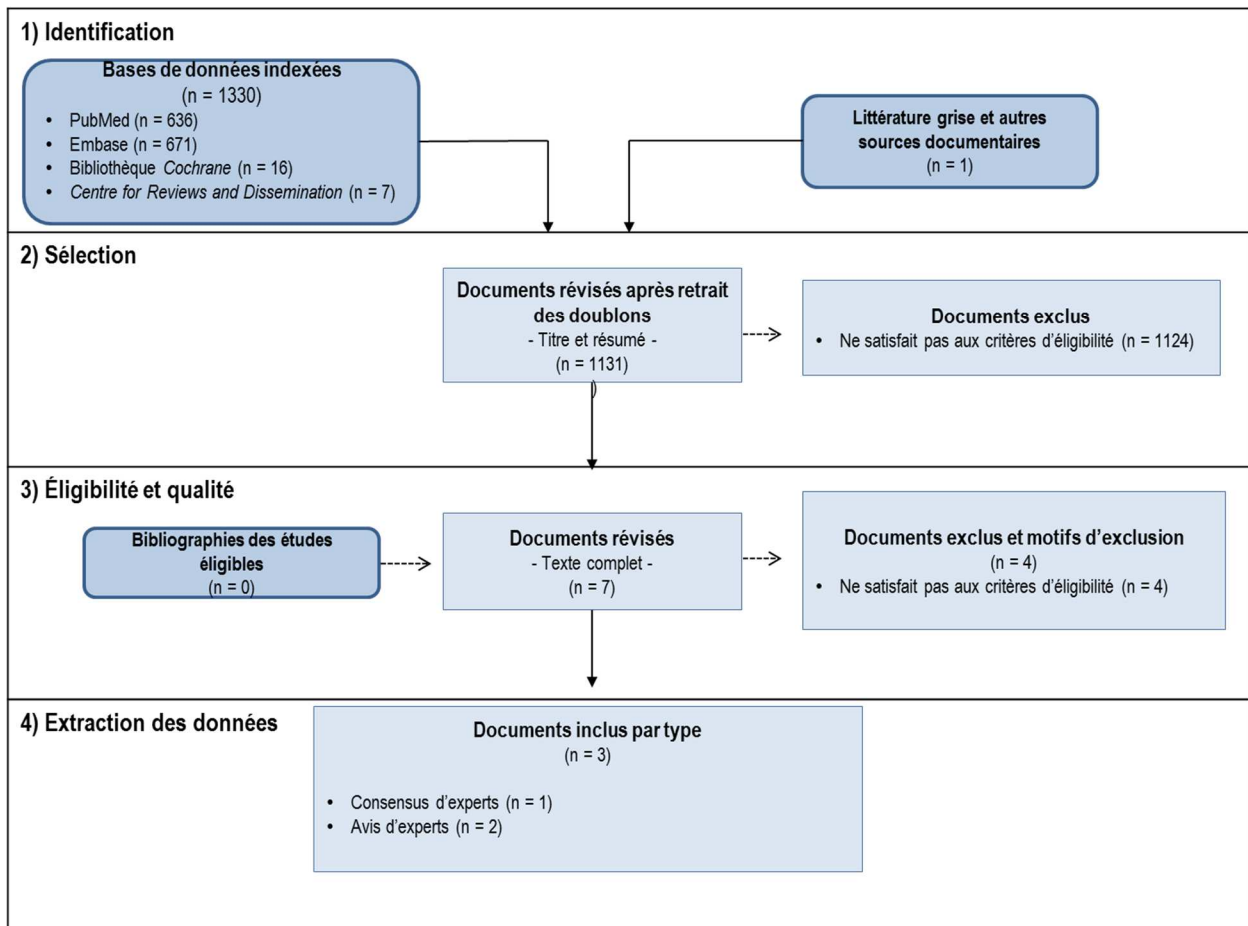 1) Identification
Bases de données indexées
(n = 1330)
• PubMed (n = 636)
• Embase (n = 671)
• Bibliothèque Cochrane (n = 16)
• Centre for Reviews and Dissemination (n = 7)
Littérature grise et autres
sources documentaires
(n = 1)
2) Sélection
Documents révisés après retrait
des doublons
- Titre et résumé -
(n = 1131)
)
Documents exclus
• Ne satisfait pas aux critères d’éligibilité (n = 1124)
3) Éligibilité et qualité
Bibliographies des études
éligibles
(n = 0)
Documents révisés
- Texte complet -
(n = 7)
Documents exclus et motifs d’exclusion
(n = 4)
• Ne satisfait pas aux critères d’éligibilité (n = 4)
4) Extraction des données
Documents inclus par type
(n = 3)
• Consensus d’experts (n = 1)
• Avis d’experts (n = 2)